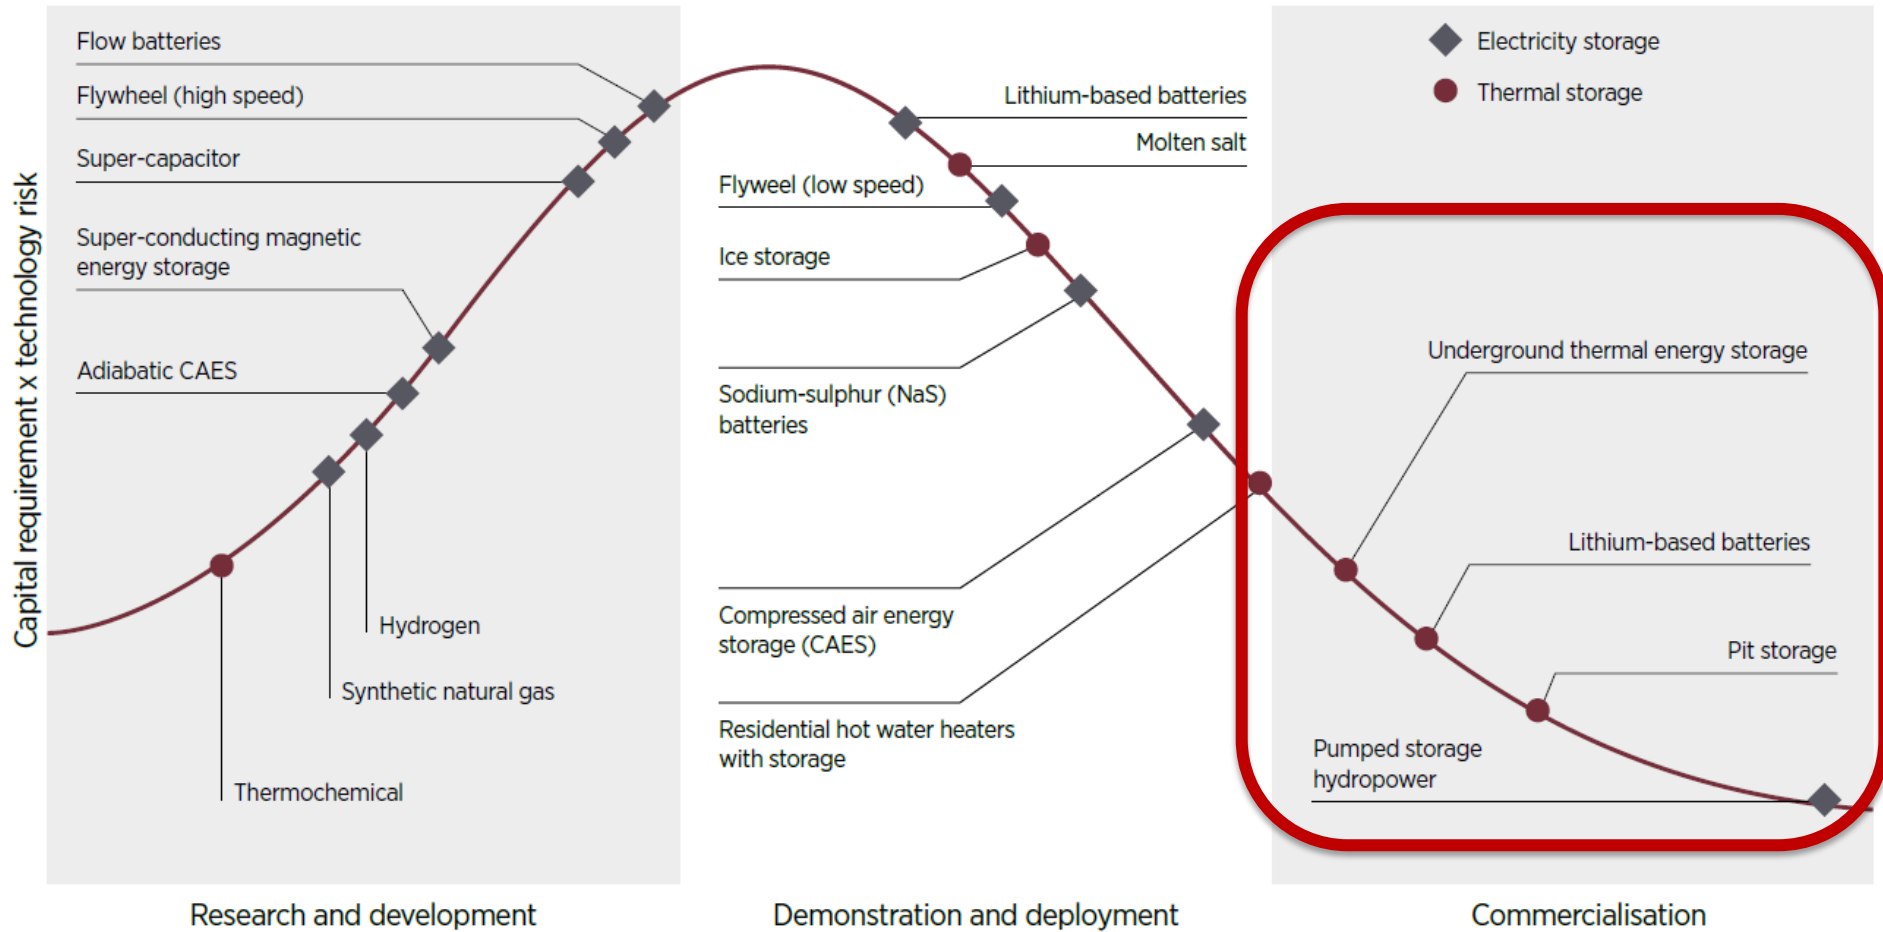 Flow batteries
Flywheel (high speed)
Super-capacitor
Super-conducting magnetic
energy storage
Adiabatic CAES
Hydrogen
Synthetic natural gas
Thermochemical
Capital requirement x technology risk
Lithium-based batteries
Molten salt
Flyweel (low speed)
Ice storage
Sodium-sulphur (NaS)
batteries
Compressed air energy
storage (CAES)
Residential hot water heaters
with storage
Electricity storage
Thermal storage
Underground thermal energy storage
Lithium-based batteries
Pit storage
Pumped storage
hydropower
Research and development
Demonstration and deployment
Commercialisation